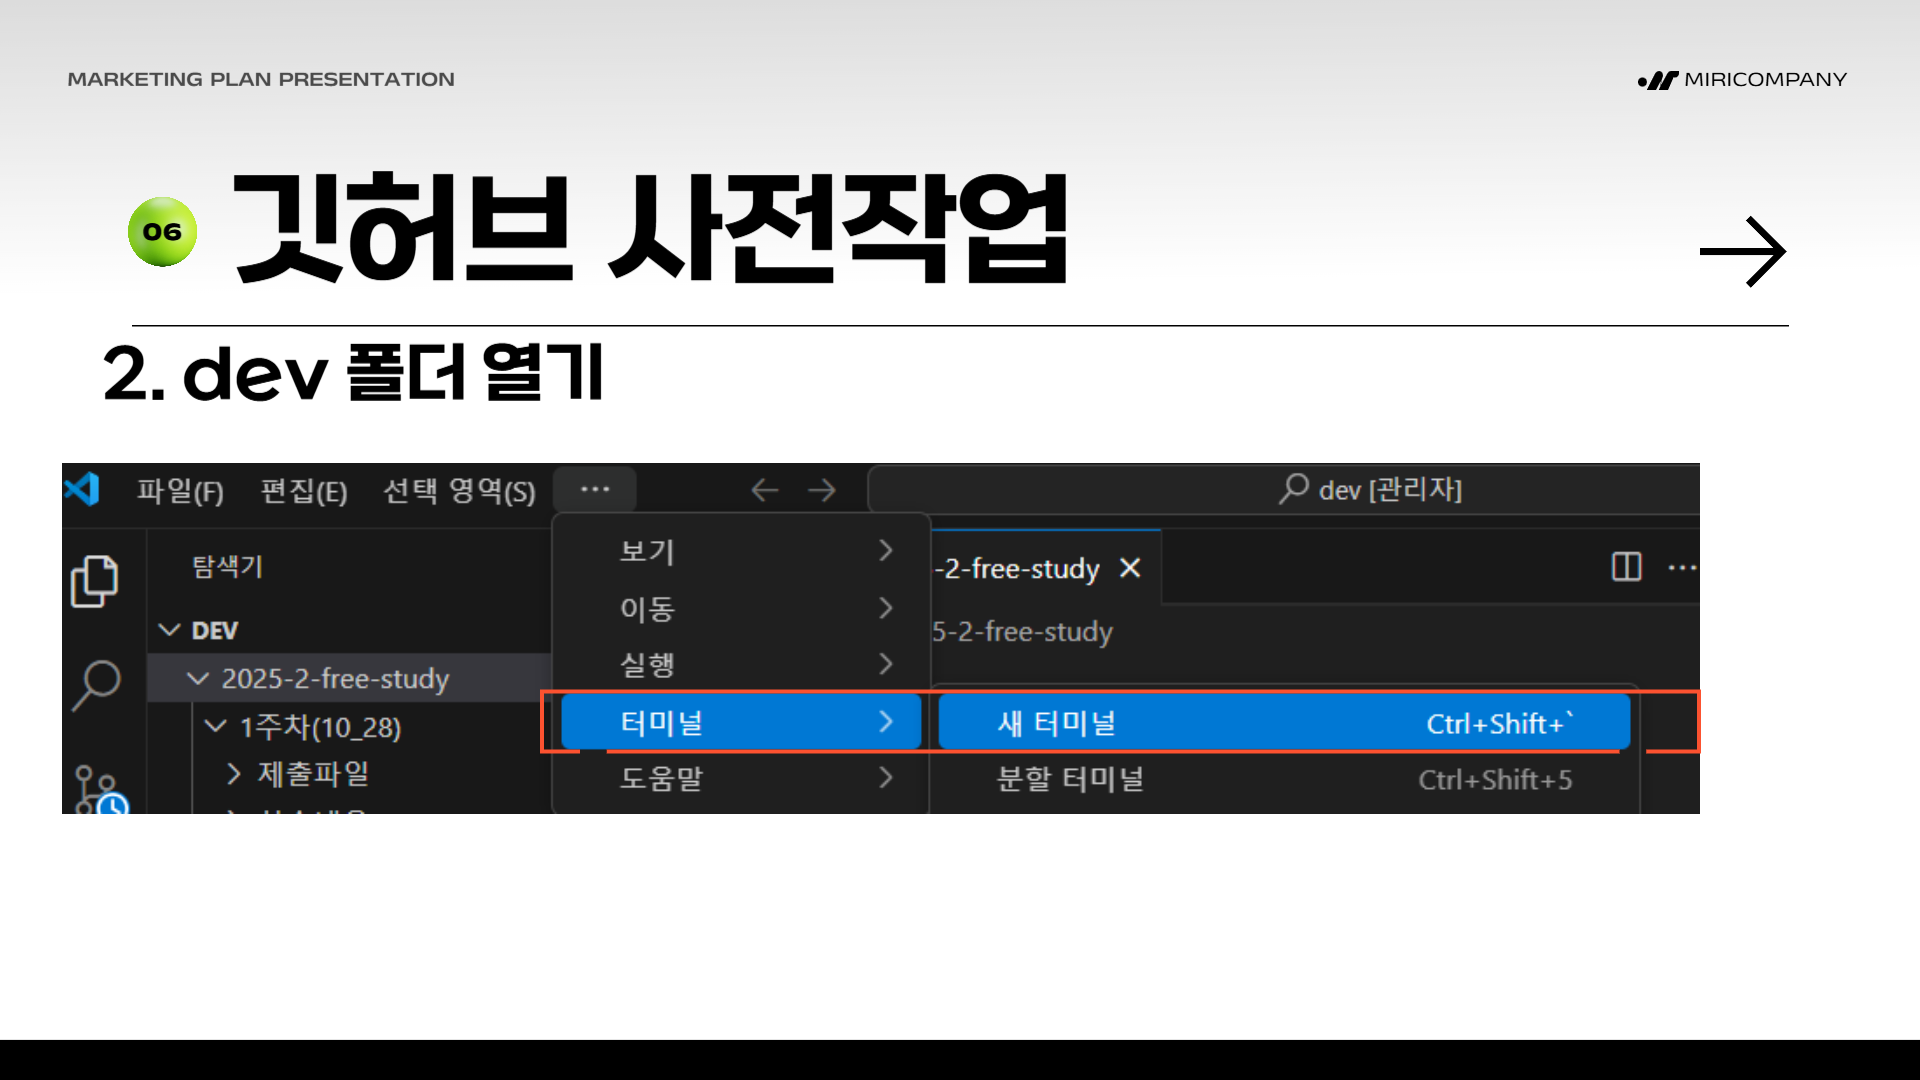 MARKETING PLAN PRESENTATION
MIRICOMPANY
06 깃허브 사전작업
2. dev 폴더 열기
파일(F) 편집(E) 선택 영역(S) ··· dev [관리자]
탐색기
보기
-2-free-study
이동
DEV
5-2-free-study
실행
2025-2-free-study
터미널
새 터미널 Ctrl+Shift+`
1주차(10_28)
제출파일
도움말
분할 터미널 Ctrl+Shift+5